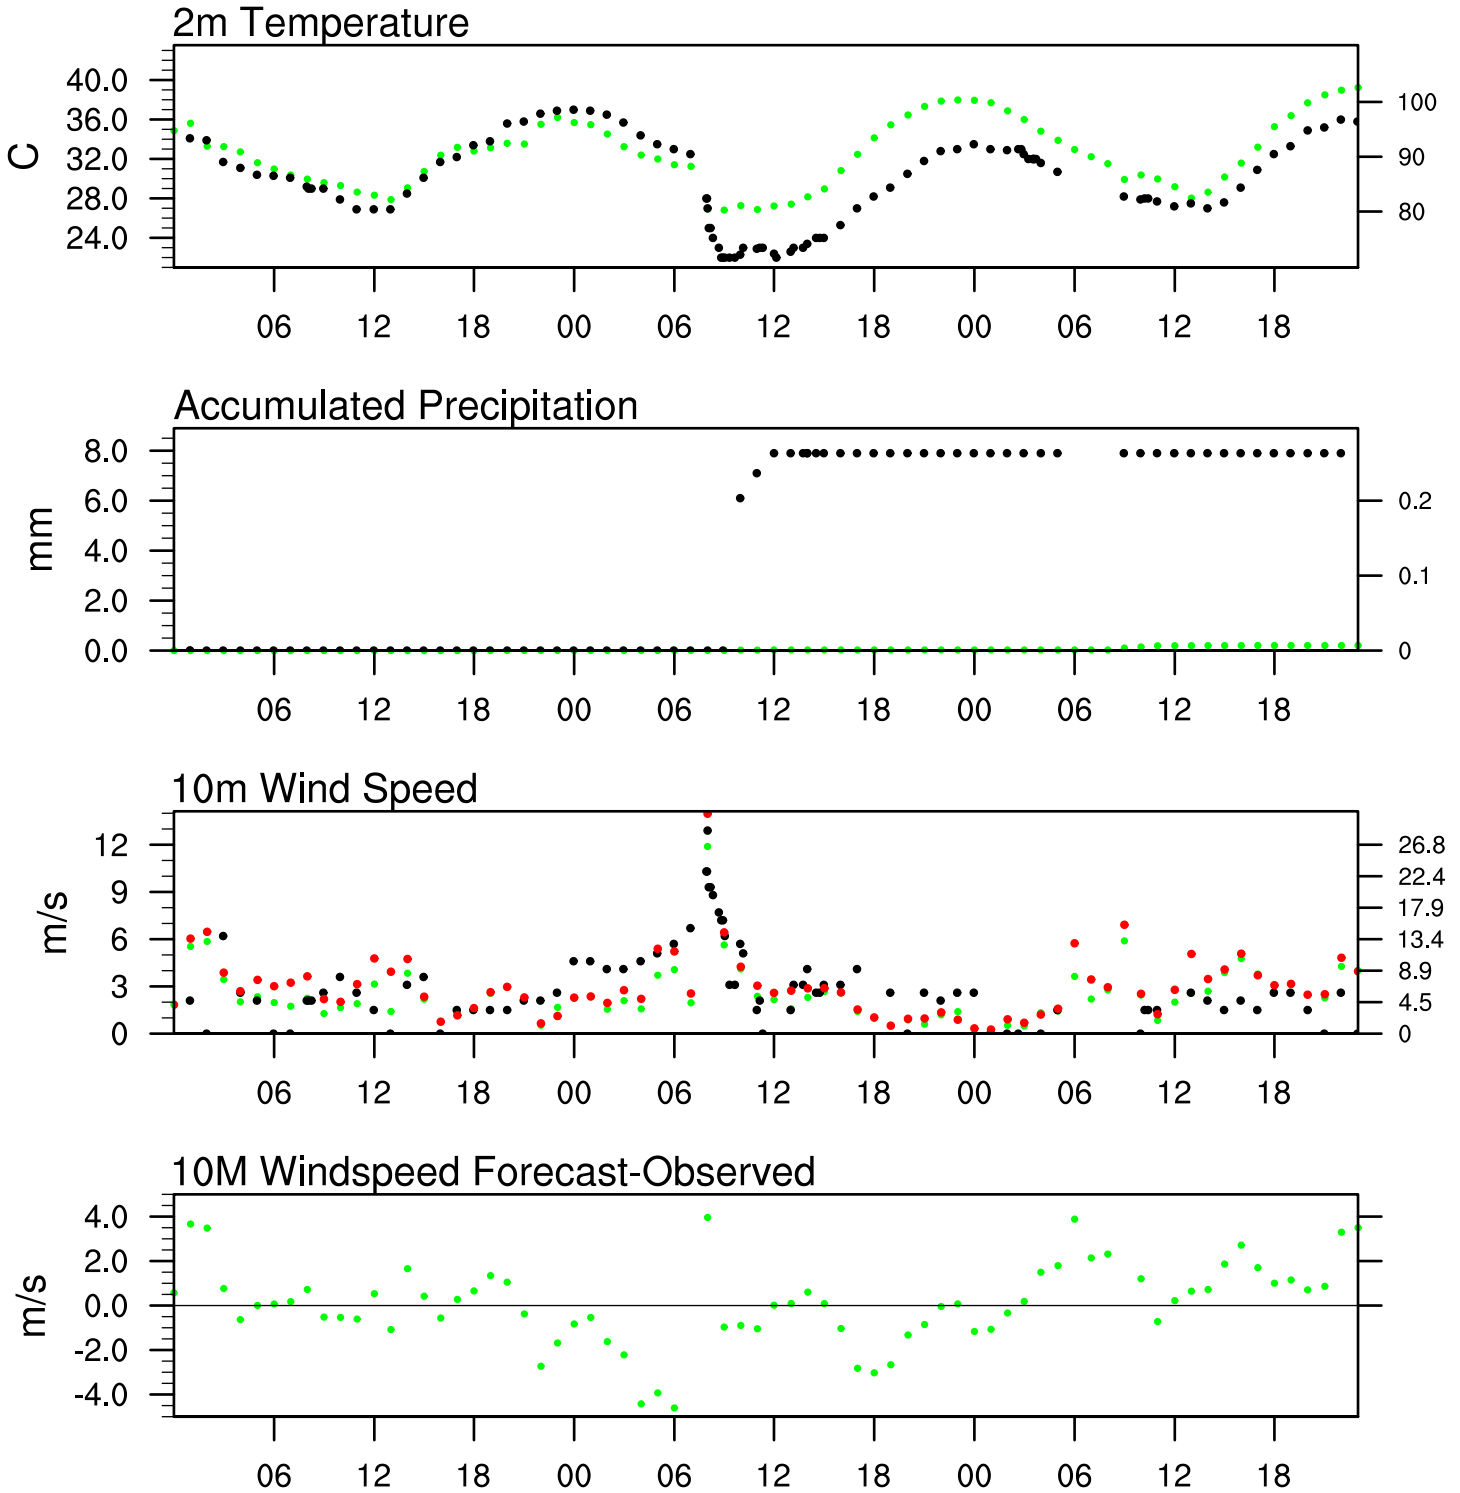 2m Temperature
40.0
36.0
32.0
28.0
24.0
C
100
90
80
06 12 18 00 06 12 18 00 06 12 18
Accumulated Precipitation
8.0
6.0
4.0
2.0
0.0
mm
0.2
0.1
0
06 12 18 00 06 12 18 00 06 12 18
10m Wind Speed
12
9
6
3
0
m/s
26.8
22.4
17.9
13.4
8.9
4.5
0
06 12 18 00 06 12 18 00 06 12 18
10M Windspeed Forecast-Observed
4.0
2.0
0.0
-2.0
-4.0
m/s
06 12 18 00 06 12 18 00 06 12 18